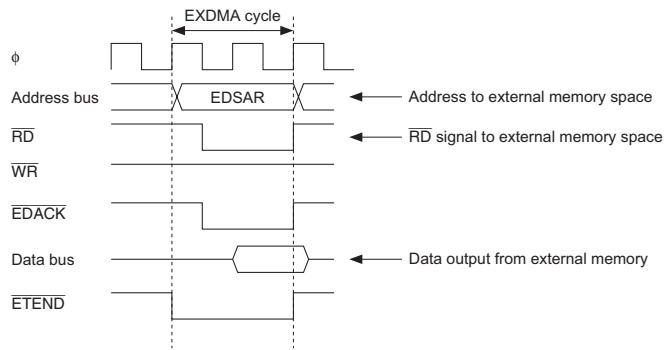 EXDMA cycle
ϕ
Address bus
EDSAR
Address to external memory space
RD
RD signal to external memory space
WR
EDACK
Data bus
Data output from external memory
ETEND